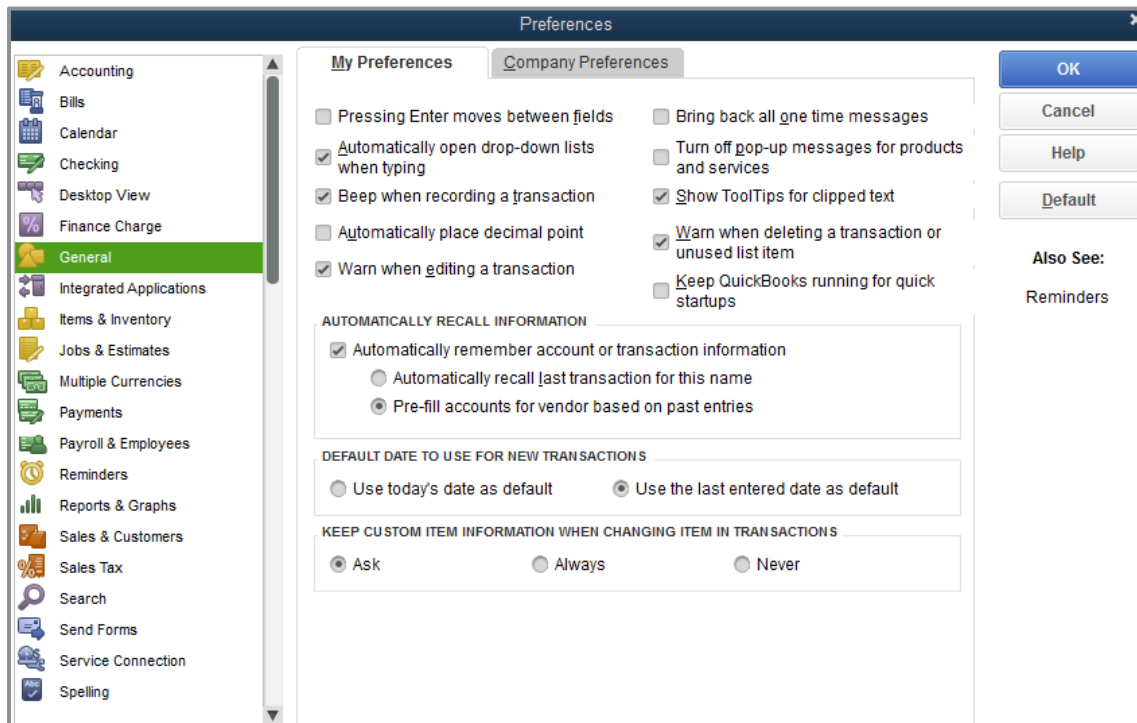 Preferences
Accounting
Bills
Calendar
Checking
Desktop View
Finance Charge
General
Integrated Applications
Items & Inventory
Jobs & Estimates
Multiple Currencies
Payments
Payroll & Employees
Reminders
Reports & Graphs
Sales & Customers
Sales Tax
Search
Send Forms
Service Connection
Abc
Spelling
My Preferences
Company Preferences
Pressing Enter moves between fields
Automatically open drop-down lists
when typing
Beep when recording a transaction
Automatically place decimal point
Warn when editing a transaction
Bring back all one time messages
Turn off pop-up messages for products
and services
Show ToolTips for clipped text
Warn when deleting a transaction or
unused list item
Keep QuickBooks running for quick
startups
AUTOMATICALLY RECALL INFORMATION
Automatically remember account or transaction information
Automatically recall last transaction for this name
Pre-fill accounts for vendor based on past entries
DEFAULT DATE TO USE FOR NEW TRANSACTIONS
Use today's date as default
Use the last entered date as default
KEEP CUSTOM ITEM INFORMATION WHEN CHANGING ITEM IN TRANSACTIONS
Ask
Always
Never
OK
Cancel
Help
Default
Also See:
Reminders